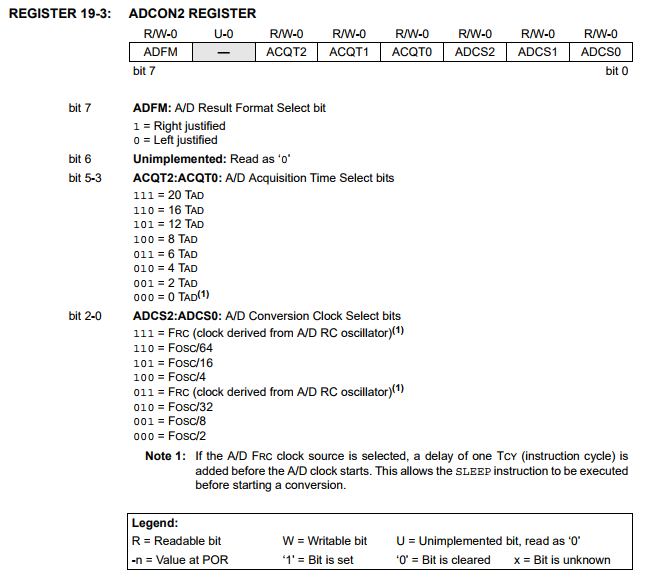 REGISTER 19-3: ADCON2 REGISTER
R/W-0 U-0 R/W-0 R/W-0 R/W-0 R/W-0 R/W-0 R/W-0
ADFM — ACQT2 ACQT1 ACQT0 ADCS2 ADCS1 ADCS0
bit 7 bit 0
bit 7 ADFM: A/D Result Format Select bit
1 = Right justified
0 = Left justified
bit 6 Unimplemented: Read as ‘0’
bit 5-3 ACQT2:ACQT0: A/D Acquisition Time Select bits
111 = 20 TAD
110 = 16 TAD
101 = 12 TAD
100 = 8 TAD
011 = 6 TAD
010 = 4 TAD
001 = 2 TAD
000 = 0 TAD(1)
bit 2-0 ADCS2:ADCS0: A/D Conversion Clock Select bits
111 = FRC (clock derived from A/D RC oscillator)(1)
110 = FOSC/64
101 = FOSC/16
100 = FOSC/4
011 = FRC (clock derived from A/D RC oscillator)(1)
010 = FOSC/32
001 = FOSC/8
000 = FOSC/2
Note 1: If the A/D FRC clock source is selected, a delay of one TCY (instruction cycle) is
added before the A/D clock starts. This allows the SLEEP instruction to be executed
before starting a conversion.
Legend:
R = Readable bit W = Writable bit U = Unimplemented bit, read as ‘0’
-n = Value at POR ‘1’ = Bit is set ‘0’ = Bit is cleared x = Bit is unknown